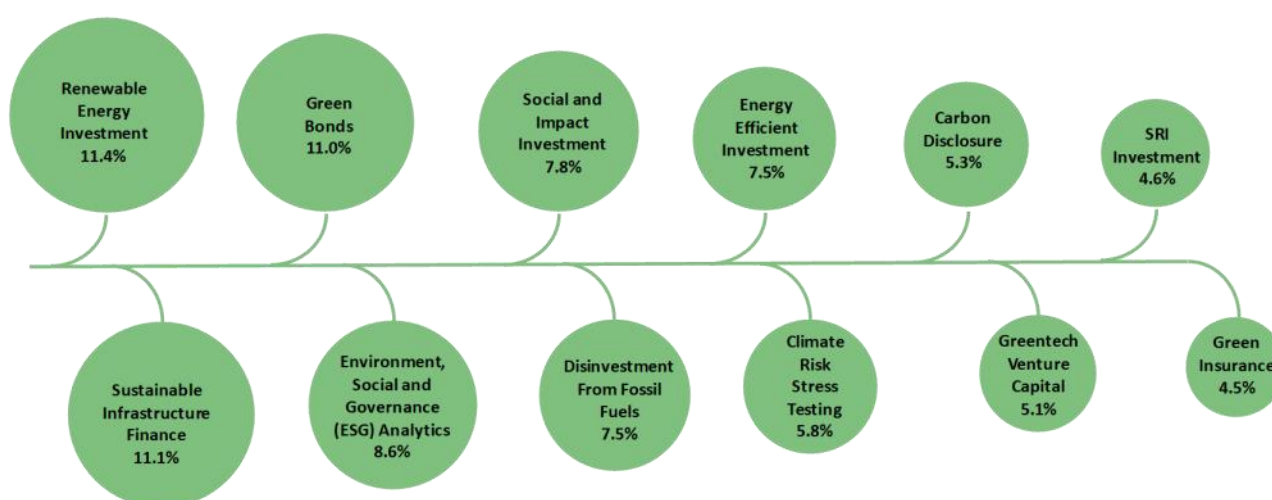 Renewable
Energy
Investment
11.4%
Green
Bonds
11.0%
Social and
Impact
Investment
7.8%
Energy
Efficient
Investment
7.5%
Carbon
Disclosure
5.3%
SRI
Investment
4.6%
Sustainable
Infrastructure
Finance
11.1%
Environment,
Social and
Governance
(ESG) Analytics
8.6%
Disinvestment
From Fossil
Fuels
7.5%
Climate
Risk
Stress
Testing
5.8%
Greentech
Venture
Capital
5.1%
Green
Insurance
4.5%